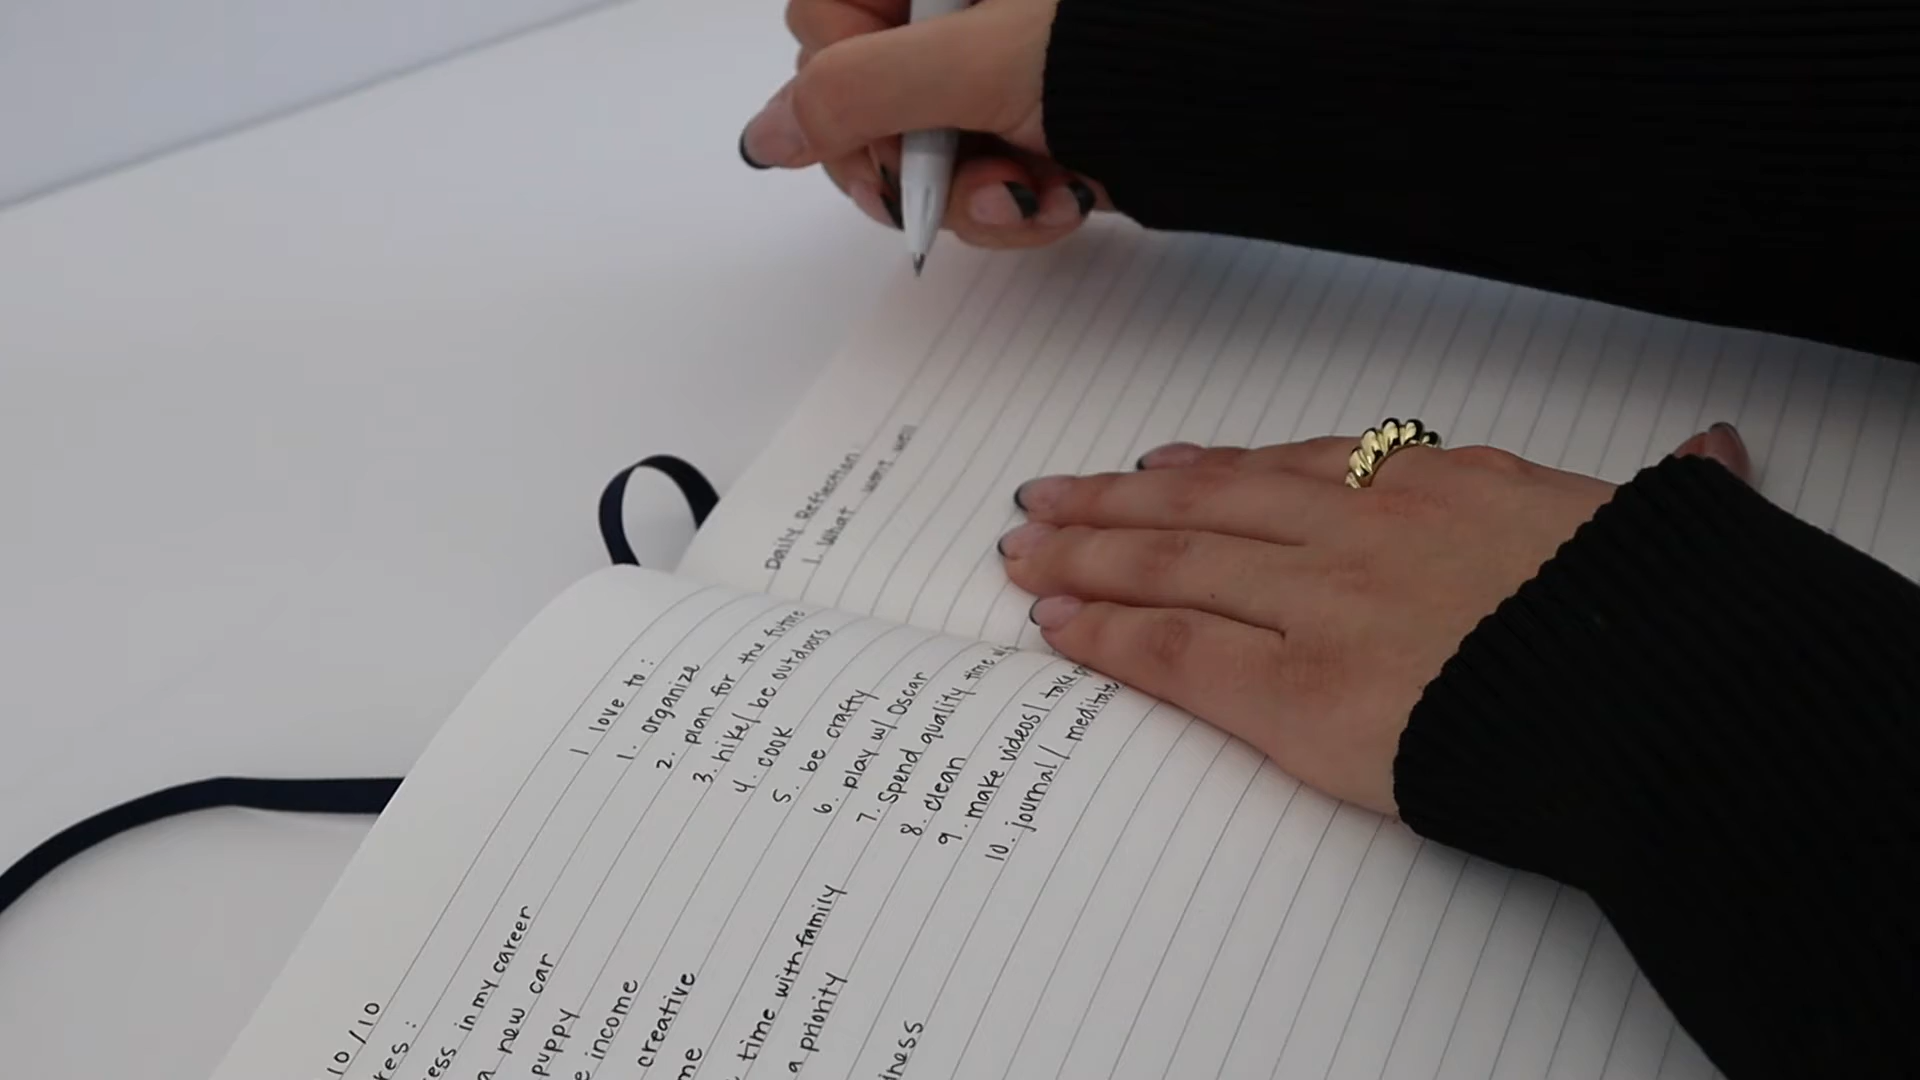 10/10
in my career
new car
puppy
income
creative
time with family
a priority
I love to:
1. organize
2. plan for the future
3. hike/ be outdoors
4. cook
5. be crafty
6. play w/ Oscar
7. Spend quality time
8. clean
9. make videos/ take
10. journal/ meditate
Daily Reflection
1. What went well